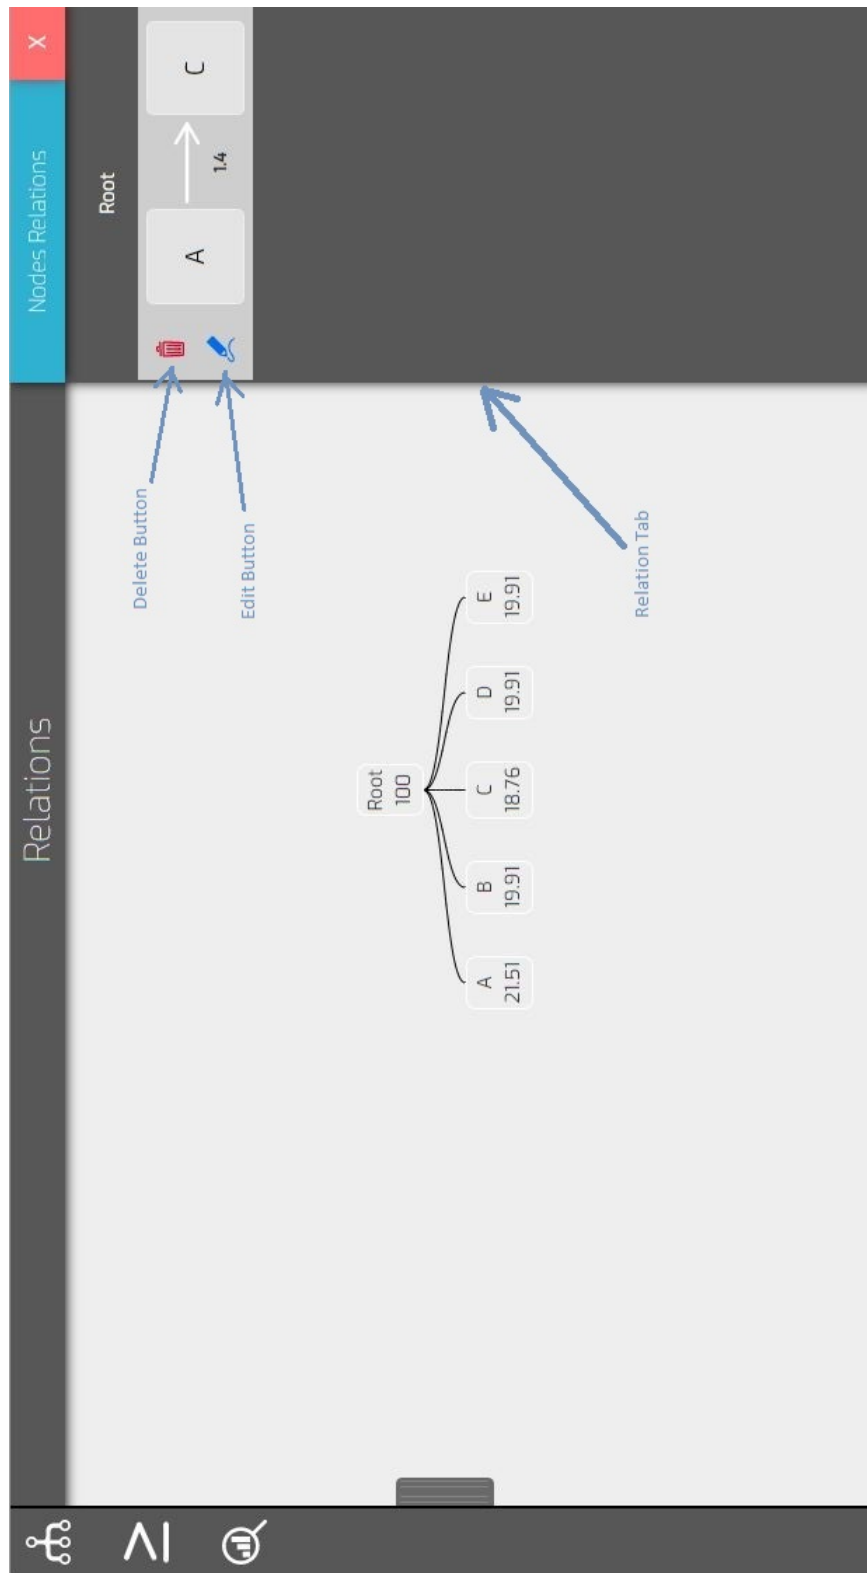 Relations
Nodes Relations
X
Root
A
C
1.4
Delete Button
Edit Button
Root
100
A
21.51
B
19.91
C
18.76
D
19.91
E
19.91
Relation Tab